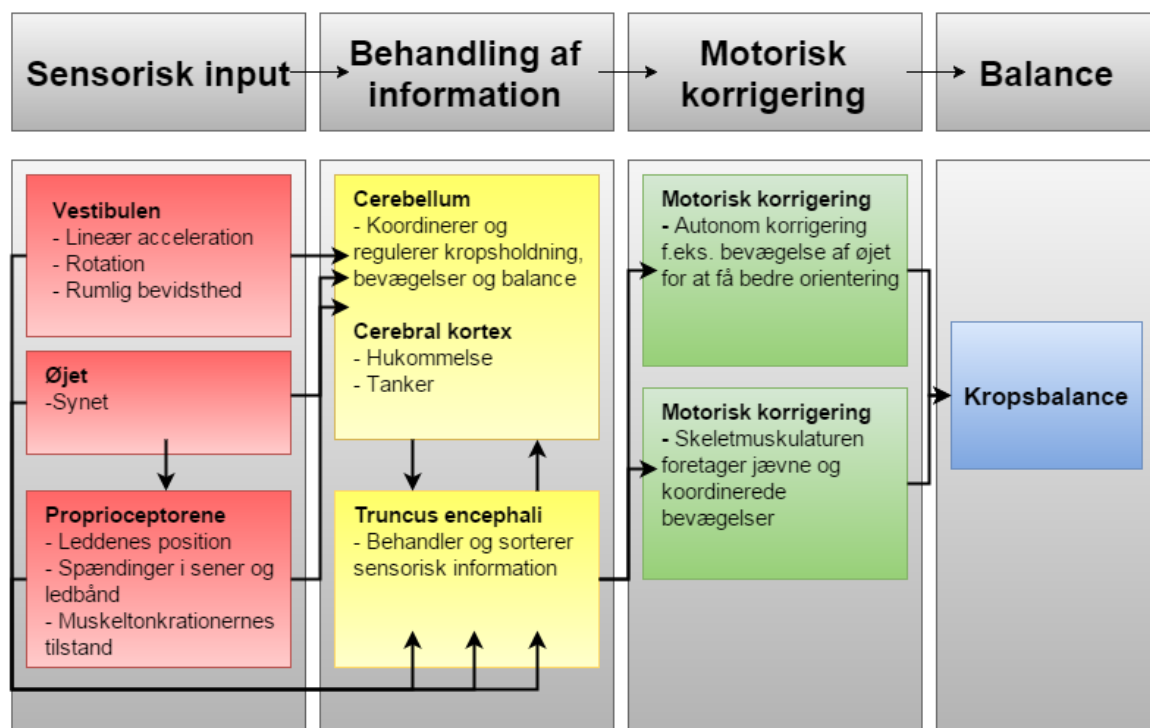 Sensorisk input
Behandling af
information
Motorisk
korrigering
Balance
Vestibulen
- Lineær acceleration
- Rotation
- Rumlig bevidsthed
Øjet
-Synet
Proprioceptorene
- Leddenes position
- Spændinger i sener og
ledbånd
- Muskeltonkrationernes
tilstand
Cerebellum
- Koordinerer og
regulerer kropsholdning,
bevægelser og balance
Cerebral kortex
- Hukommelse
- Tanker
Truncus encephali
- Behandler og sorterer
sensorisk information
Motorisk korrigering
- Autonom korrigering
f.eks. bevægelse af øjet
for at få bedre orientering
Motorisk korrigering
- Skeletmuskulaturen
foretager jævne og
koordinerede
bevægelser
Kropsbalance